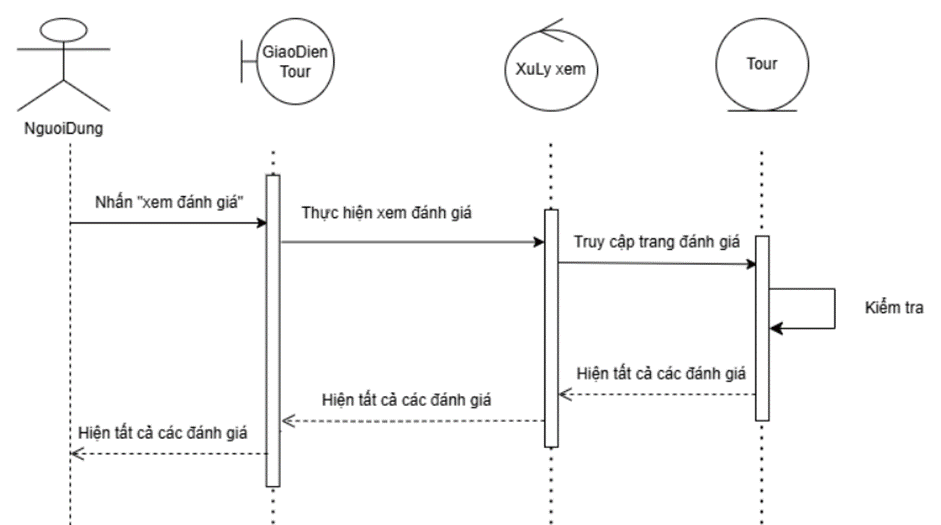 GiaoDien
Tour
XuLy xem
Tour
NguoiDung
Nhấn "xem đánh giá"
Thực hiện xem đánh giá
Truy cập trang đánh giá
Kiểm tra
Hiện tất cả các đánh giá
Hiện tất cả các đánh giá
Hiện tất cả các đánh giá